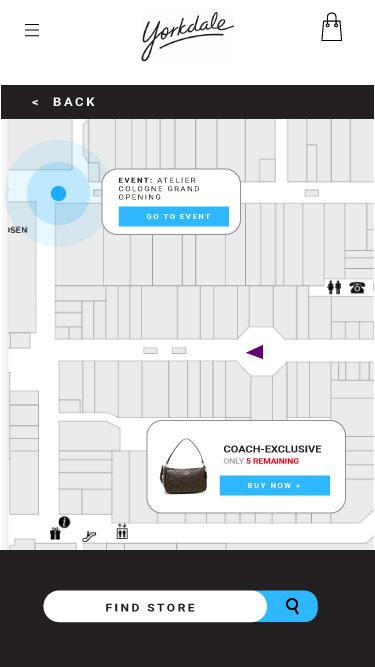 Yorkdale
< BACK
EVENT: ATELIER
COLOGNE GRAND
OPENING
GO TO EVENT
OSEN
COACH-EXCLUSIVE
ONLY 5 REMAINING
BUY NOW >
i
FIND STORE